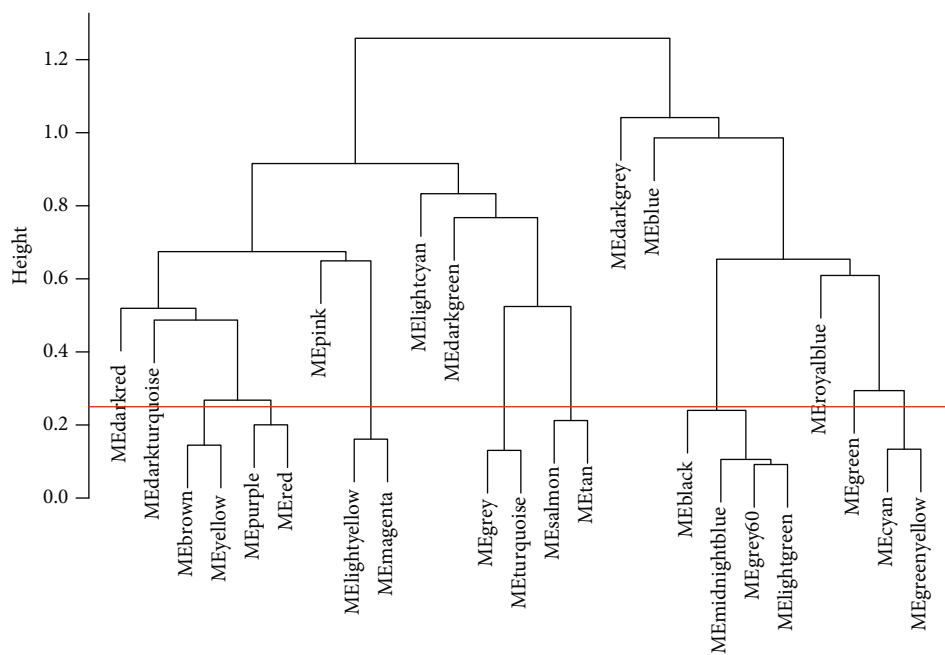 Height
1.2
1.0
0.8
0.6
0.4
0.2
0.0
MEdarkred
MEdarkturquoise
MEbrown
MEyellow
MEpurple
MEred
MEpink
MElightyellow
MEmagenta
MElightcyan
MEdarkgreen
MEgrey
MEturquoise
MEsalmon
MEtan
MEdarkgrey
MEblue
MEblack
MEmidnightblue
MEgrey60
MElightgreen
MEroyalblue
MEgreen
MEcyan
MEgreenyellow